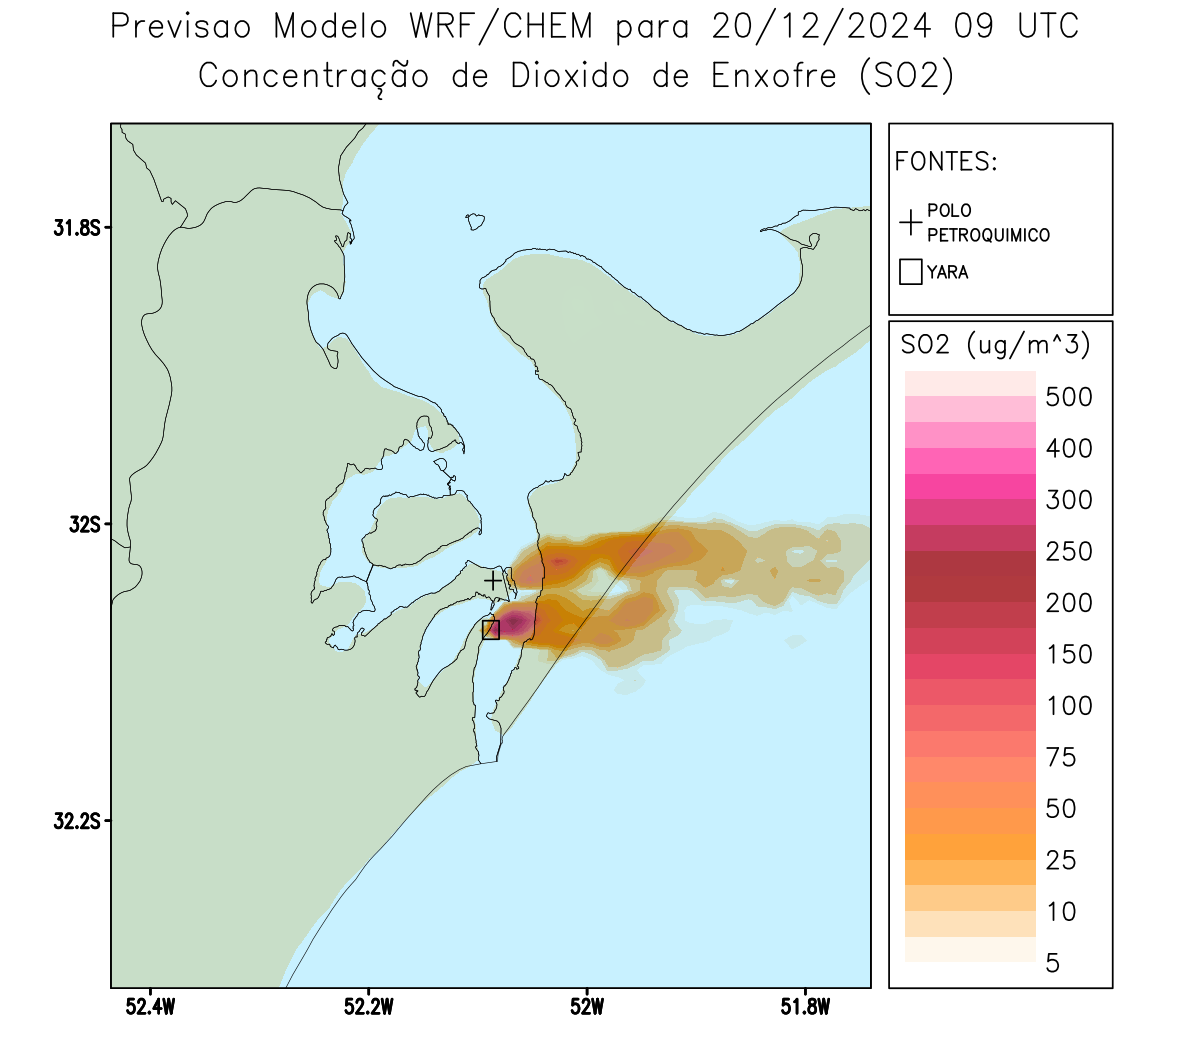 Previsao Modelo WRF/CHEM para 20/12/2024 09 UTC
Concentração de Dioxido de Enxofre (SO2)
FONTES:
POLO
PETROQUIMICO
YARA
SO2 (ug/m^3)
500
400
300
250
200
150
100
75
50
25
10
5
31.8S
32S
32.2S
52.4W
52.2W
52W
51.8W